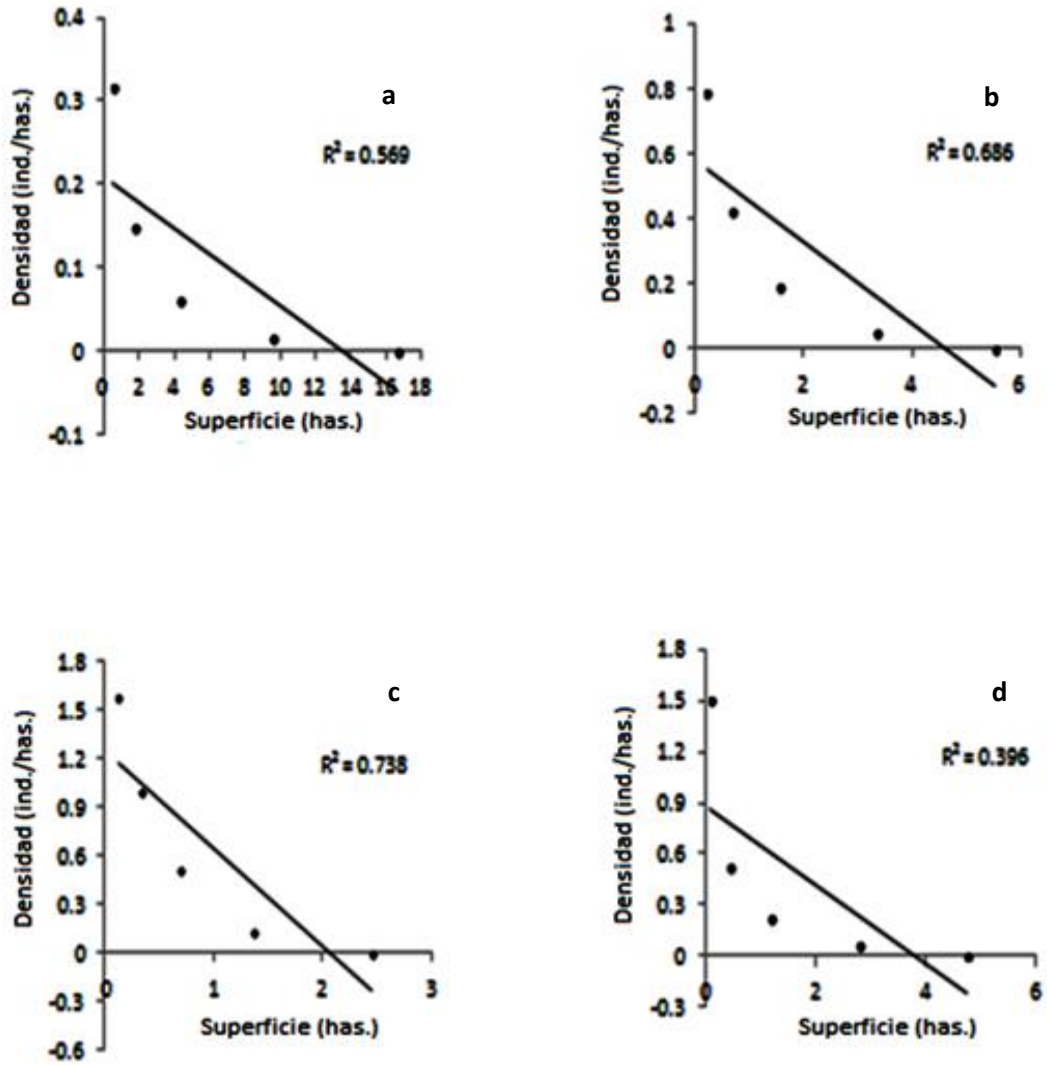 0.4
0.3
0.2
0.1
0
-0.1
Densidad (ind./has.)
a
R² = 0.569
0 2 4 6 8 10 12 14 16 18
Superficie (has.)
1
0.8
0.6
0.4
0.2
0
-0.2
Densidad (ind./has.)
b
R² = 0.686
0 2 4 6
Superficie (has.)
1.8
1.5
1.2
0.9
0.6
0.3
0
-0.3
-0.6
Densidad (ind./has.)
c
R² = 0.738
0 1 2 3
Superficie (has.)
1.8
1.5
1.2
0.9
0.6
0.3
0
-0.3
Densidad (ind./has.)
d
R² = 0.396
0 2 4 6
Superficie (has.)